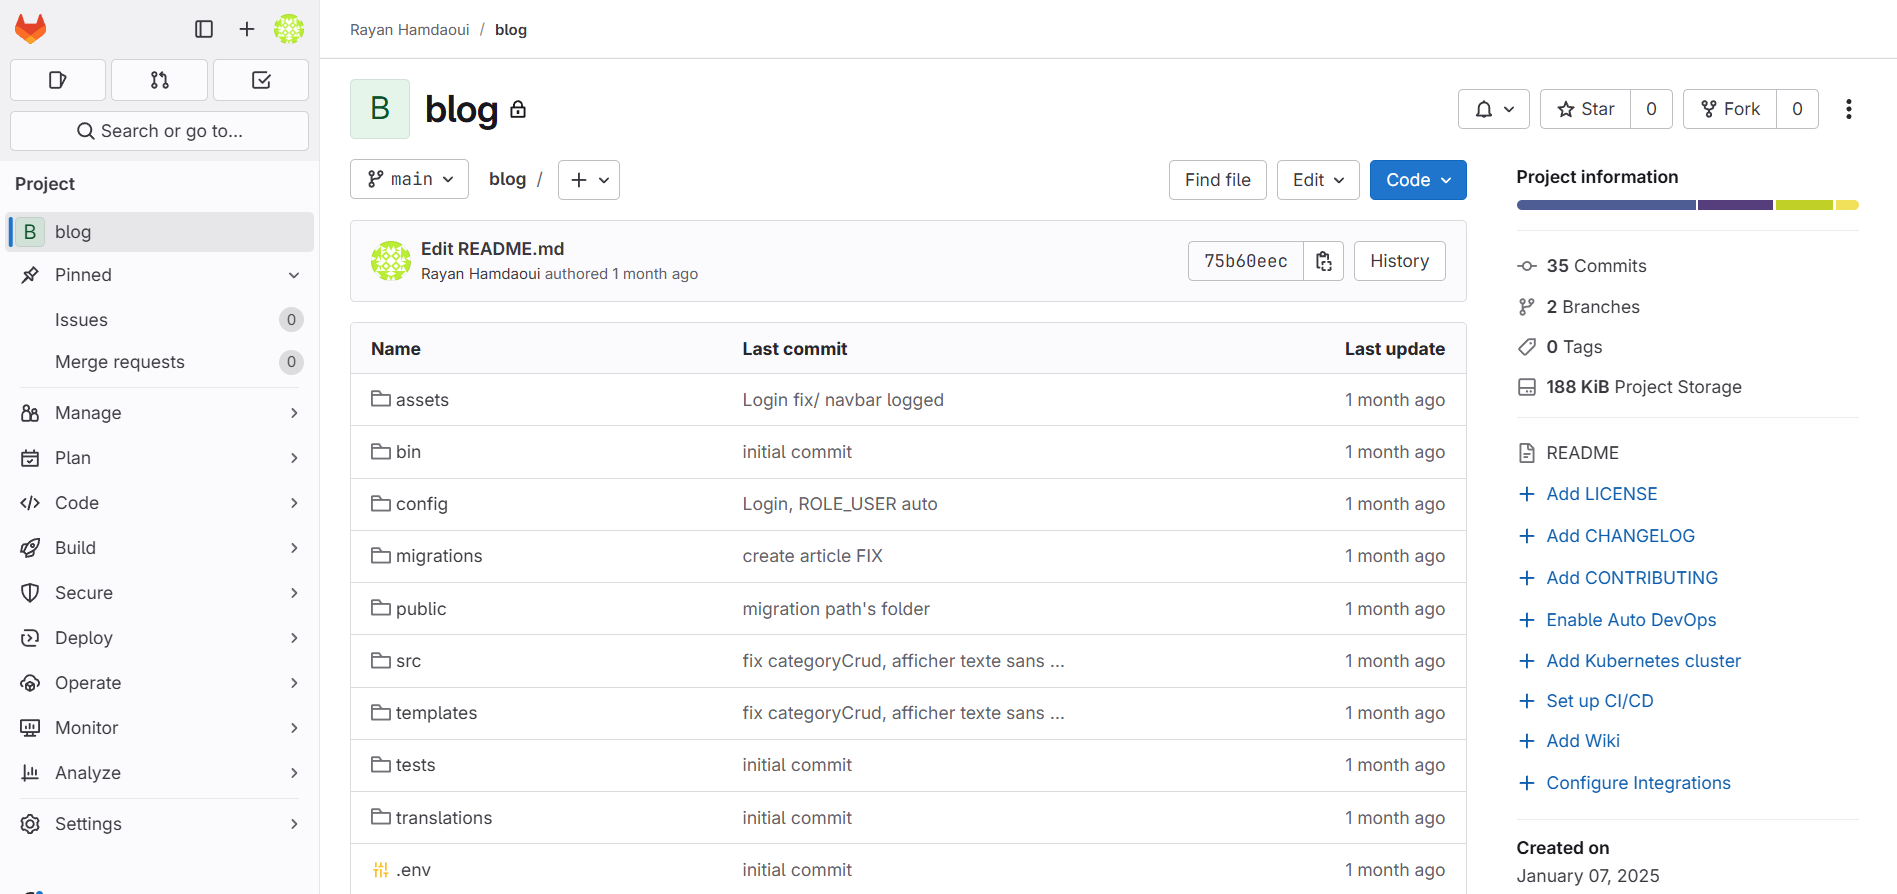 Rayan Hamdaoui / blog
Search or go to...
Project
B blog
Pinned
Issues 0
Merge requests 0
Manage
Plan
Code
Build
Secure
Deploy
Operate
Monitor
Analyze
Settings
B blog
Star 0
Fork 0
main
blog /
Find file
Edit
Code
Edit README.md
Rayan Hamdaoui authored 1 month ago
75b60eec
History
Name Last commit Last update
assets Login fix/ navbar logged 1 month ago
bin initial commit 1 month ago
config Login, ROLE_USER auto 1 month ago
migrations create article FIX 1 month ago
public migration path's folder 1 month ago
src fix categoryCrud, afficher texte sans ... 1 month ago
templates fix categoryCrud, afficher texte sans ... 1 month ago
tests initial commit 1 month ago
translations initial commit 1 month ago
.env initial commit 1 month ago
Project information
35 Commits
2 Branches
0 Tags
188 KiB Project Storage
README
Add LICENSE
Add CHANGELOG
Add CONTRIBUTING
Enable Auto DevOps
Add Kubernetes cluster
Set up CI/CD
Add Wiki
Configure Integrations
Created on
January 07, 2025